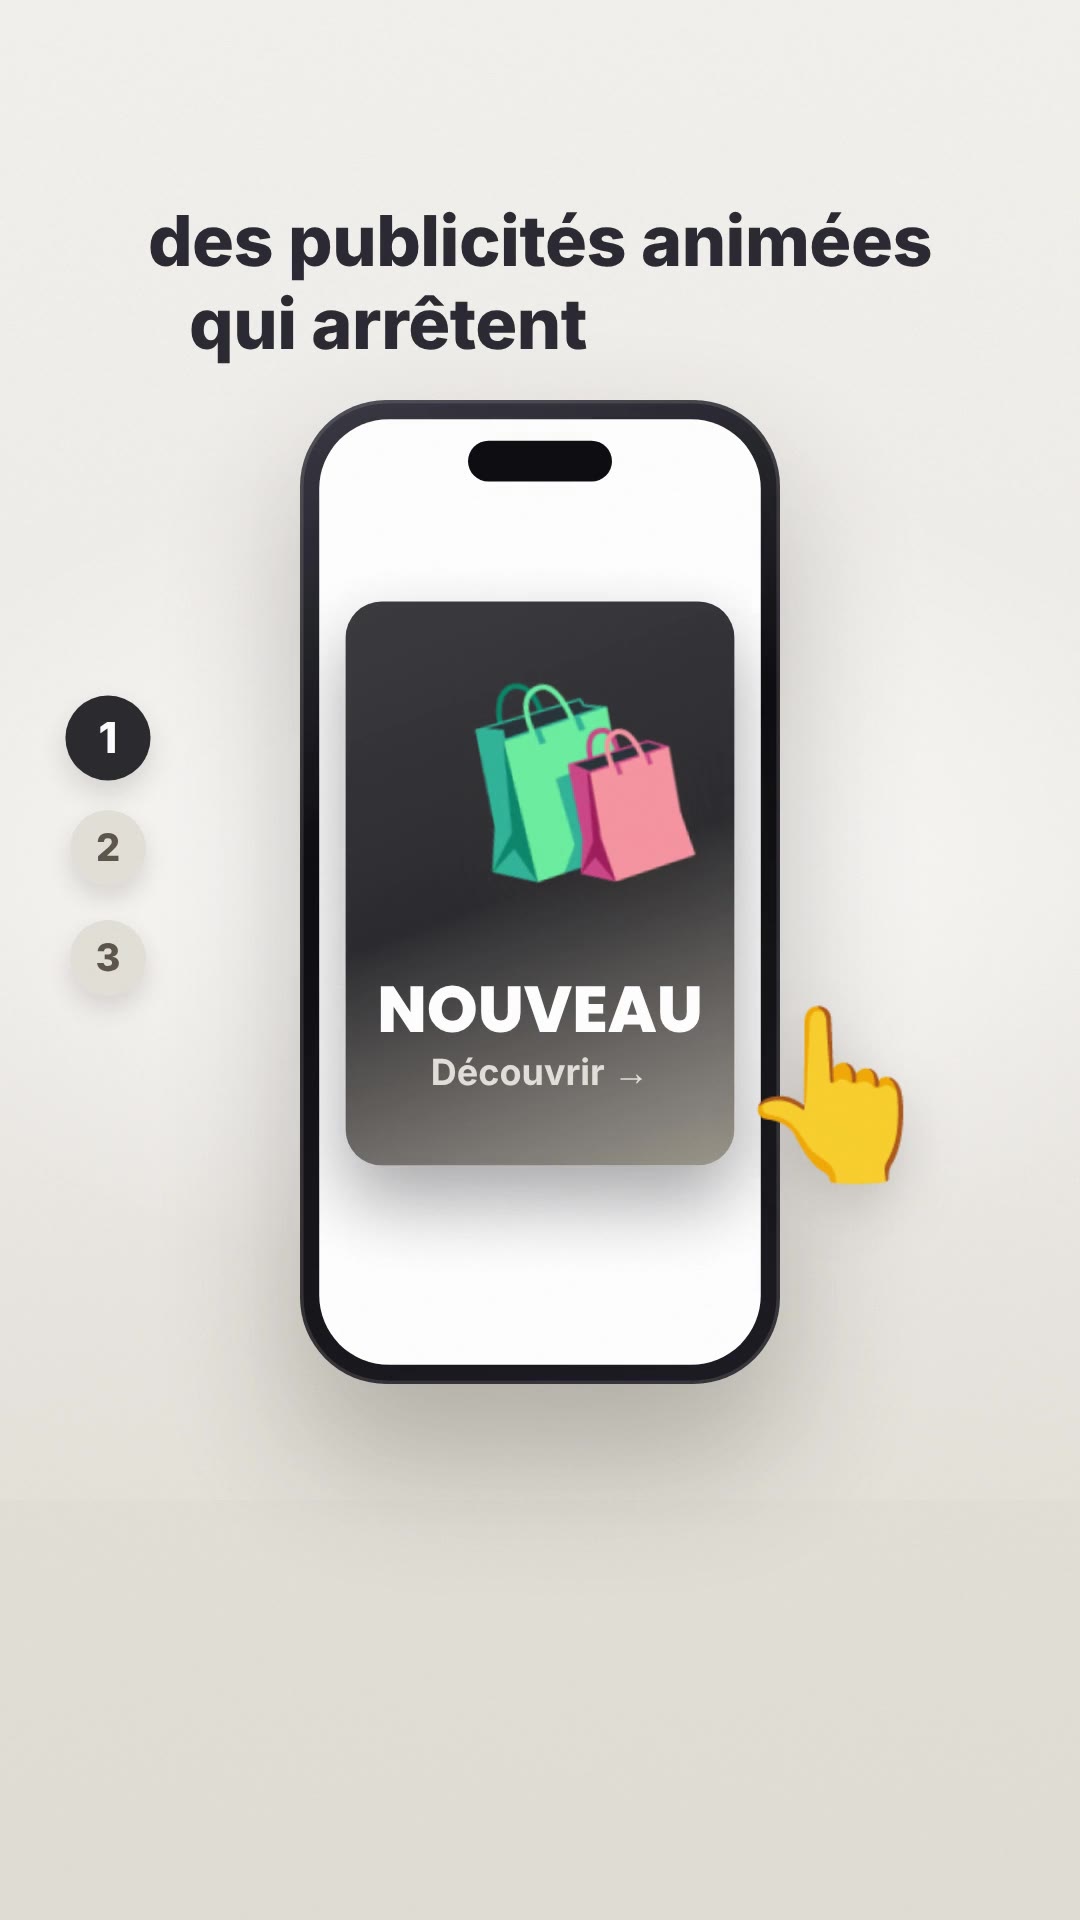 des publicités animées
qui arrêtent
1
2
3
NOUVEAU
Découvrir →